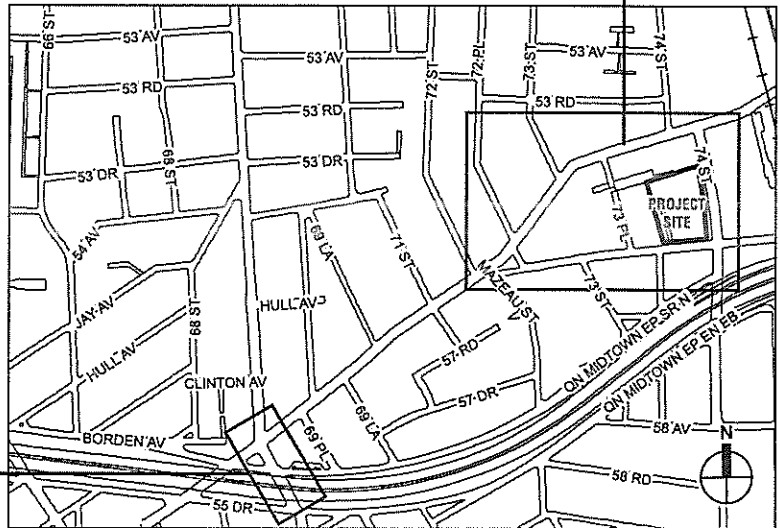 66 ST
53 AV
53 AV
72 ST
72 PL
73 ST
53 AV
74 ST
53 RD
53 RD
53 RD
53 DR
68 ST
53 DR
54 AV
69 LA
71 ST
73 PL
74 ST
PROJECT
SITE
MAZEAU ST
73 ST
JAY AV
HULL AV
HULL AV
68 ST
57 RD
QN MIDTOWN EP SR N
QN MIDTOWN EP EN EB
CLINTON AV
57 DR
69 PL
69 LA
BORDEN AV
58 AV
N
55 DR
58 RD